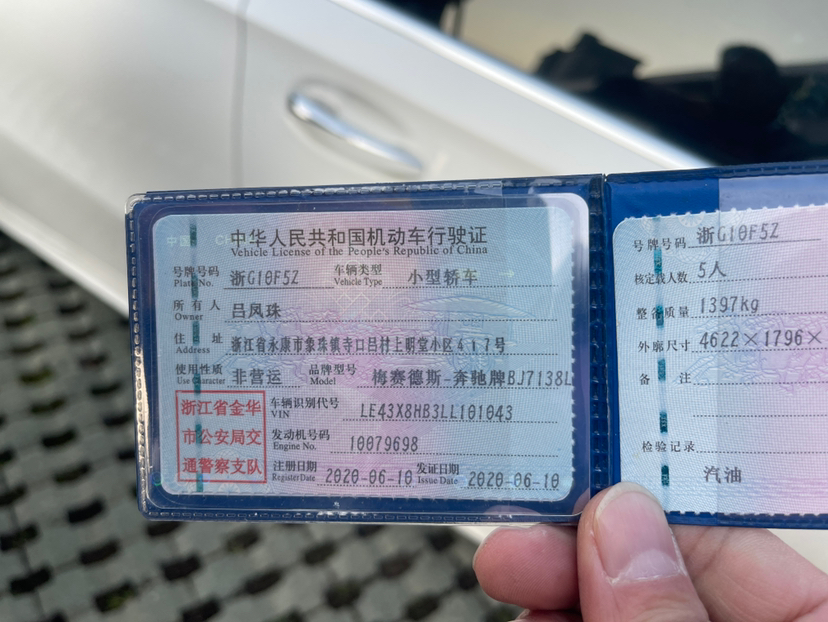 中华人民共和国机动车行驶证
Vehicle License of the People's Republic of China
号牌号码 浙G10F5Z 车辆类型 小型轿车
Plate No. Vehicle Type
所有人 吕凤珠
Owner
住址 浙江省永康市象珠镇寺口吕村上明堂小区417号
Address
使用性质 非营运 品牌型号 梅赛德斯-奔驰牌BJ7138L
Use Character Model
浙江省金华
市公安局交
通警察支队
车辆识别代号 LE43X8HB3LL101043
VIN
发动机号码 10079698
Engine No.
注册日期 2020-06-10 发证日期 2020-06-10
Register Date Issue Date
号牌号码 浙G10F5Z
核定载人数 5人
整备质量 1397kg
外廓尺寸 4622×1796×
备注
检验记录
汽油